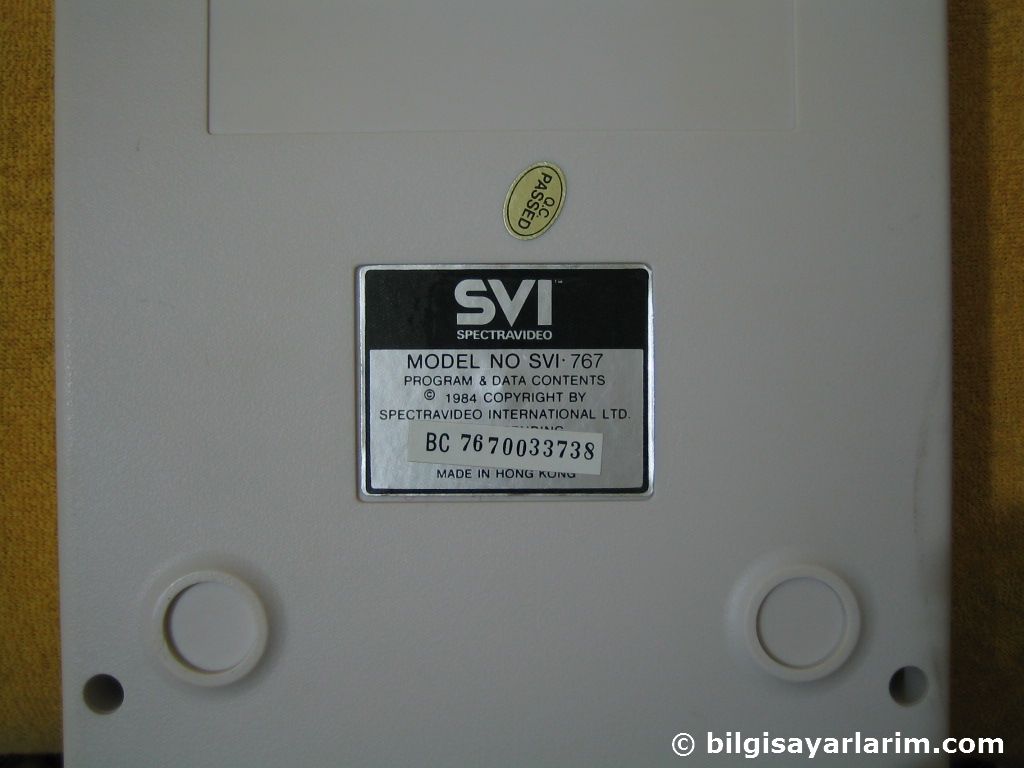 Q.C.
PASSED
SVI™
SPECTRAVIDEO
MODEL NO SVI·767
PROGRAM & DATA CONTENTS
© 1984 COPYRIGHT BY
SPECTRAVIDEO INTERNATIONAL LTD.
BC 7670033738
MADE IN HONG KONG
© bilgisayarlarim.com